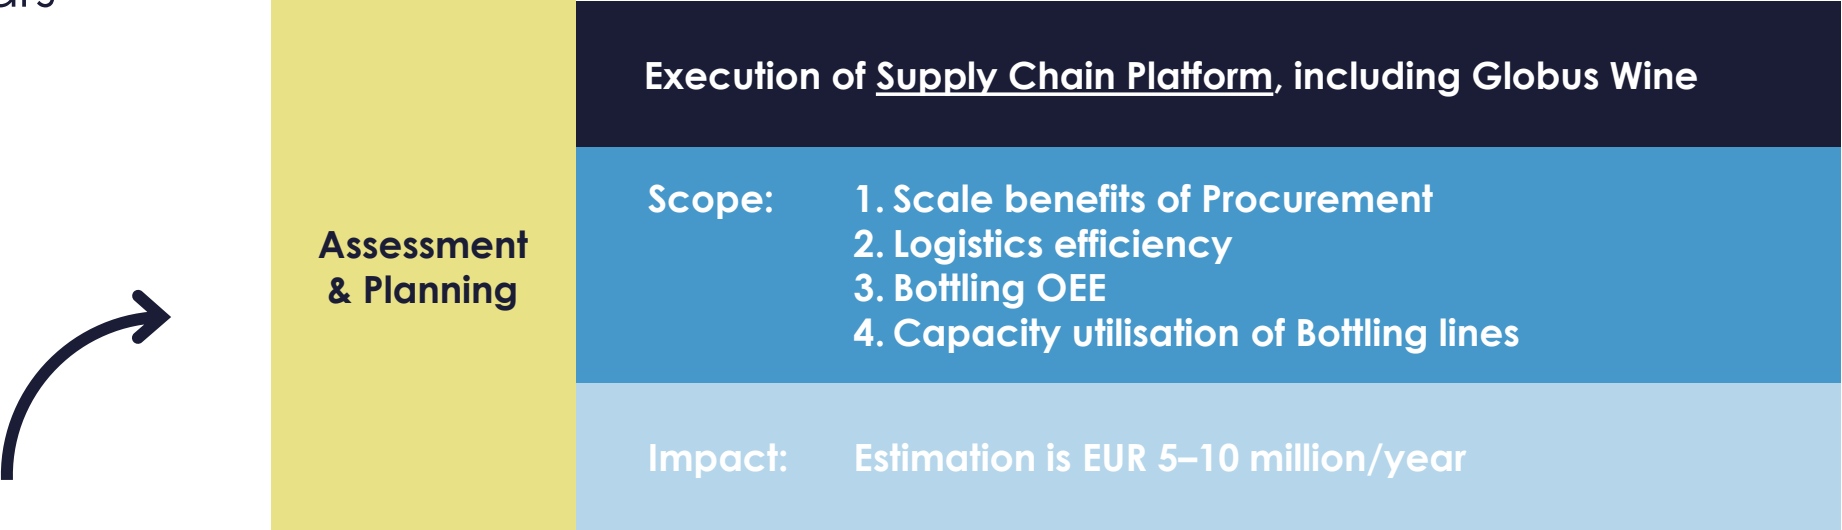 Assessment
& Planning
Execution of Supply Chain Platform, including Globus Wine
Scope:
1. Scale benefits of Procurement
2. Logistics efficiency
3. Bottling OEE
4. Capacity utilisation of Bottling lines
Impact:
Estimation is EUR 5–10 million/year